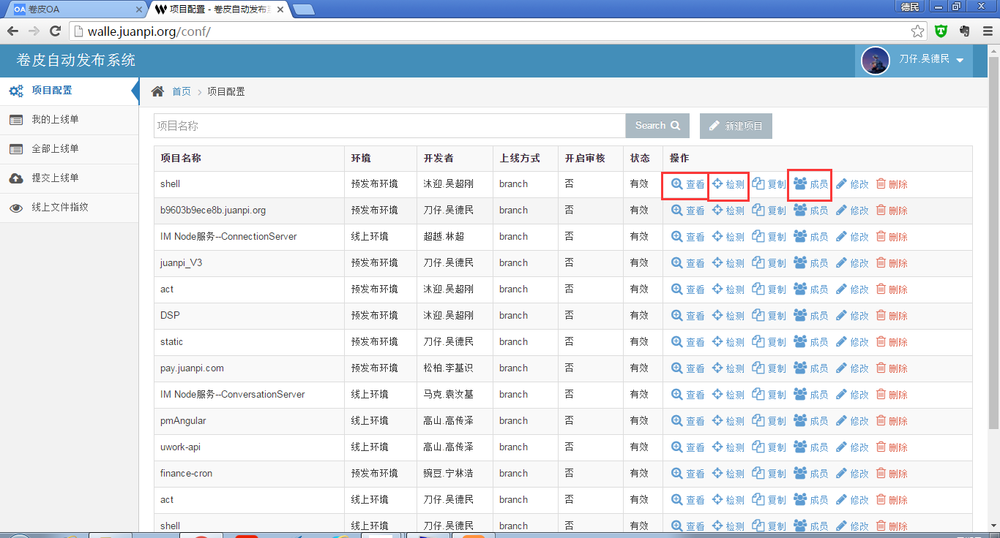 卷皮OA
项目配置 - 卷皮自动发布
德民
walle.juanpi.org/conf/
卷皮自动发布系统
刀仔.吴德民
项目配置
我的上线单
全部上线单
提交上线单
线上文件指纹
首页 > 项目配置
项目名称 Search 新建项目
项目名称 环境 开发者 上线方式 开启审核 状态 操作
shell 预发布环境 沐迎.吴超刚 branch 否 有效 查看 检测 复制 成员 修改 删除
b9603b9ece8b.juanpi.org 预发布环境 刀仔.吴德民 branch 否 有效 查看 检测 复制 成员 修改 删除
IM Node服务--ConnectionServer 线上环境 超越.林超 branch 否 有效 查看 检测 复制 成员 修改 删除
juanpi_V3 预发布环境 刀仔.吴德民 branch 否 有效 查看 检测 复制 成员 修改 删除
act 预发布环境 沐迎.吴超刚 branch 否 有效 查看 检测 复制 成员 修改 删除
DSP 预发布环境 沐迎.吴超刚 branch 否 有效 查看 检测 复制 成员 修改 删除
static 预发布环境 刀仔.吴德民 branch 否 有效 查看 检测 复制 成员 修改 删除
pay.juanpi.com 预发布环境 松柏.李基识 branch 否 有效 查看 检测 复制 成员 修改 删除
IM Node服务--ConversationServer 线上环境 马克.袁汝基 branch 否 有效 查看 检测 复制 成员 修改 删除
pmAngular 线上环境 高山.高传泽 branch 否 有效 查看 检测 复制 成员 修改 删除
uwork-api 线上环境 高山.高传泽 branch 否 有效 查看 检测 复制 成员 修改 删除
finance-cron 预发布环境 豌豆.宁林浩 branch 否 有效 查看 检测 复制 成员 修改 删除
act 线上环境 刀仔.吴德民 branch 否 有效 查看 检测 复制 成员 修改 删除
shell 线上环境 刀仔.吴德民 branch 否 有效 查看 检测 复制 成员 修改 删除